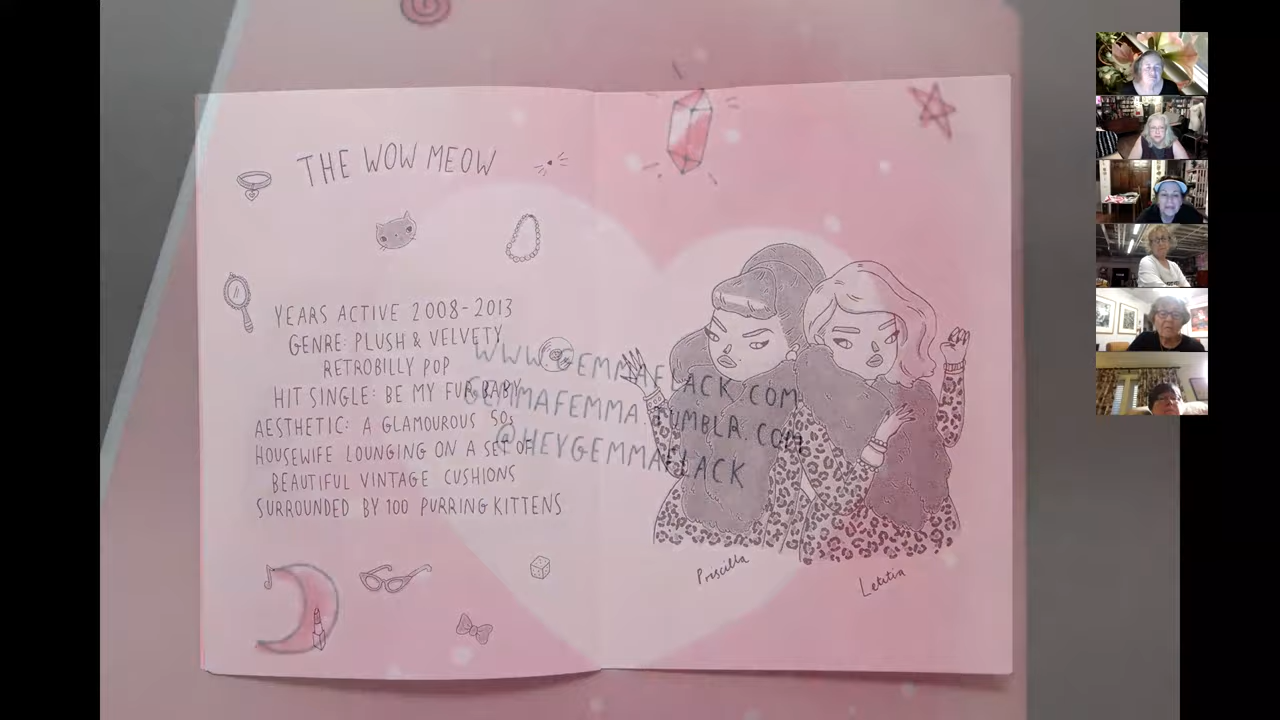 THE WOW MEOW
YEARS ACTIVE 2008-2013
GENRE: PLUSH & VELVETY
RETROBILLY POP
HIT SINGLE: BE MY FUR BABY
AESTHETIC: A GLAMOUROUS 50s
HOUSEWIFE LOUNGING ON A SET OF
BEAUTIFUL VINTAGE CUSHIONS
SURROUNDED BY 100 PURRING KITTENS
WWW.GEMMAFLACK.COM
GEMMAFEMMA.TUMBLR.COM
@HEYGEMMAFLACK
Priscilla
Letitia